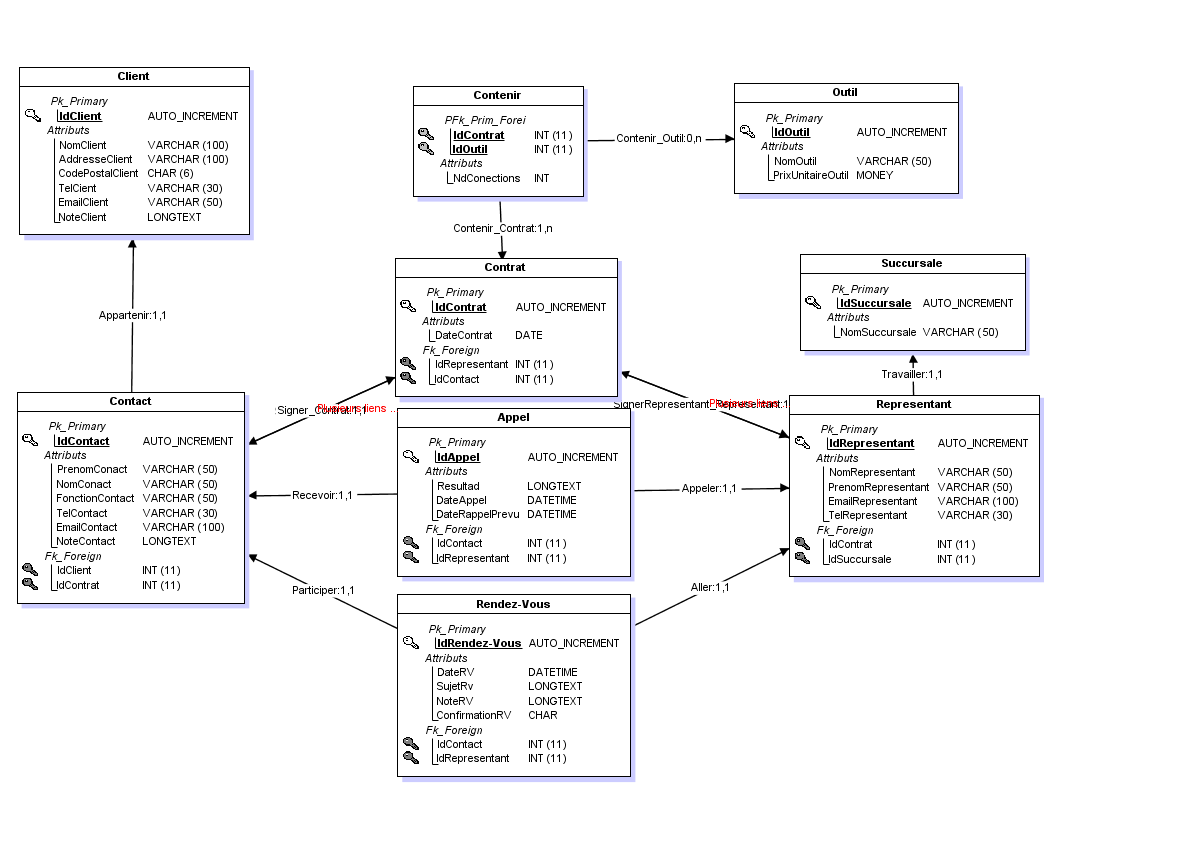 Client
Pk_Primary
IdClient AUTO_INCREMENT
Attributs
NomClient VARCHAR (100)
AddresseClient VARCHAR (100)
CodePostalClient CHAR (6)
TelCient VARCHAR (30)
EmailClient VARCHAR (50)
NoteClient LONGTEXT
Contenir
PFk_Prim_Forei
IdContrat INT (11)
IdOutil INT (11)
Attributs
NdConections INT
Contenir_Outil:0,n
Outil
Pk_Primary
IdOutil AUTO_INCREMENT
Attributs
NomOutil VARCHAR (50)
PrixUnitaireOutil MONEY
Contenir_Contrat:1,n
Contrat
Pk_Primary
IdContrat AUTO_INCREMENT
Attributs
DateContrat DATE
Fk_Foreign
IdRepresentant INT (11)
IdContact INT (11)
Succursale
Pk_Primary
IdSuccursale AUTO_INCREMENT
Attributs
NomSuccursale VARCHAR (50)
Appartenir:1,1
Travailler:1,1
:Signer_Contrat:1,1
Plusieurs liens ...
SignerRepresentant_Representant:1
Contact
Pk_Primary
IdContact AUTO_INCREMENT
Attributs
PrenomConact VARCHAR (50)
NomConact VARCHAR (50)
FonctionContact VARCHAR (50)
TelContact VARCHAR (30)
EmailContact VARCHAR (100)
NoteContact LONGTEXT
Fk_Foreign
IdClient INT (11)
IdContrat INT (11)
Appel
Pk_Primary
IdAppel AUTO_INCREMENT
Attributs
Resultad LONGTEXT
DateAppel DATETIME
DateRappelPrevu DATETIME
Fk_Foreign
IdContact INT (11)
IdRepresentant INT (11)
Representant
Pk_Primary
IdRepresentant AUTO_INCREMENT
Attributs
NomRepresentant VARCHAR (50)
PrenomRepresentant VARCHAR (50)
EmailRepresentant VARCHAR (100)
TelRepresentant VARCHAR (30)
Fk_Foreign
IdContrat INT (11)
IdSuccursale INT (11)
Recevoir:1,1
Appeler:1,1
Participer:1,1
Aller:1,1
Rendez-Vous
Pk_Primary
IdRendez-Vous AUTO_INCREMENT
Attributs
DateRV DATETIME
SujetRv LONGTEXT
NoteRV LONGTEXT
ConfirmationRV CHAR
Fk_Foreign
IdContact INT (11)
IdRepresentant INT (11)